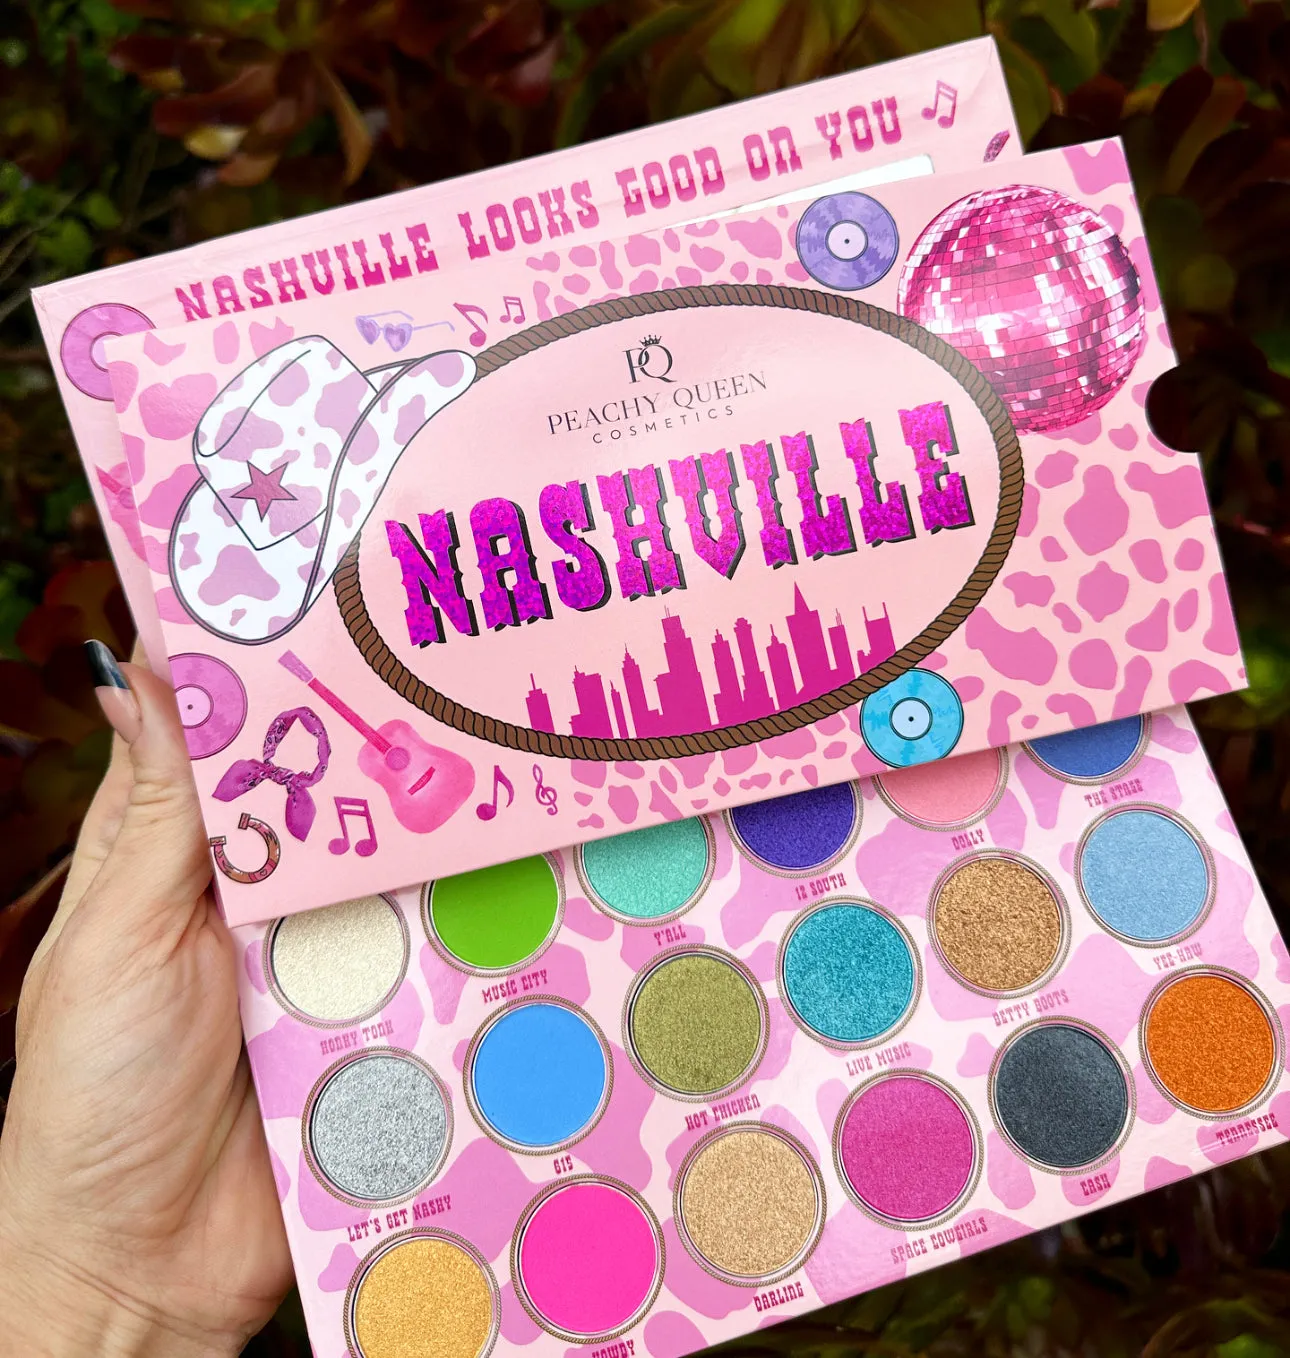 NASHVILLE LOOKS GOOD ON YOU
PQ
PEACHY QUEEN
COSMETICS
NASHVILLE
THE STAGE
DOLLY
12 SOUTH
Y'ALL
MUSIC CITY
HONKY TONK
YEE-HAW
BETTY BOOTS
LIVE MUSIC
HOT CHICKEN
615
LET'S GET NASHY
TENNESSEE
CASH
SPACE COWGIRLS
DARLING
HOWDY